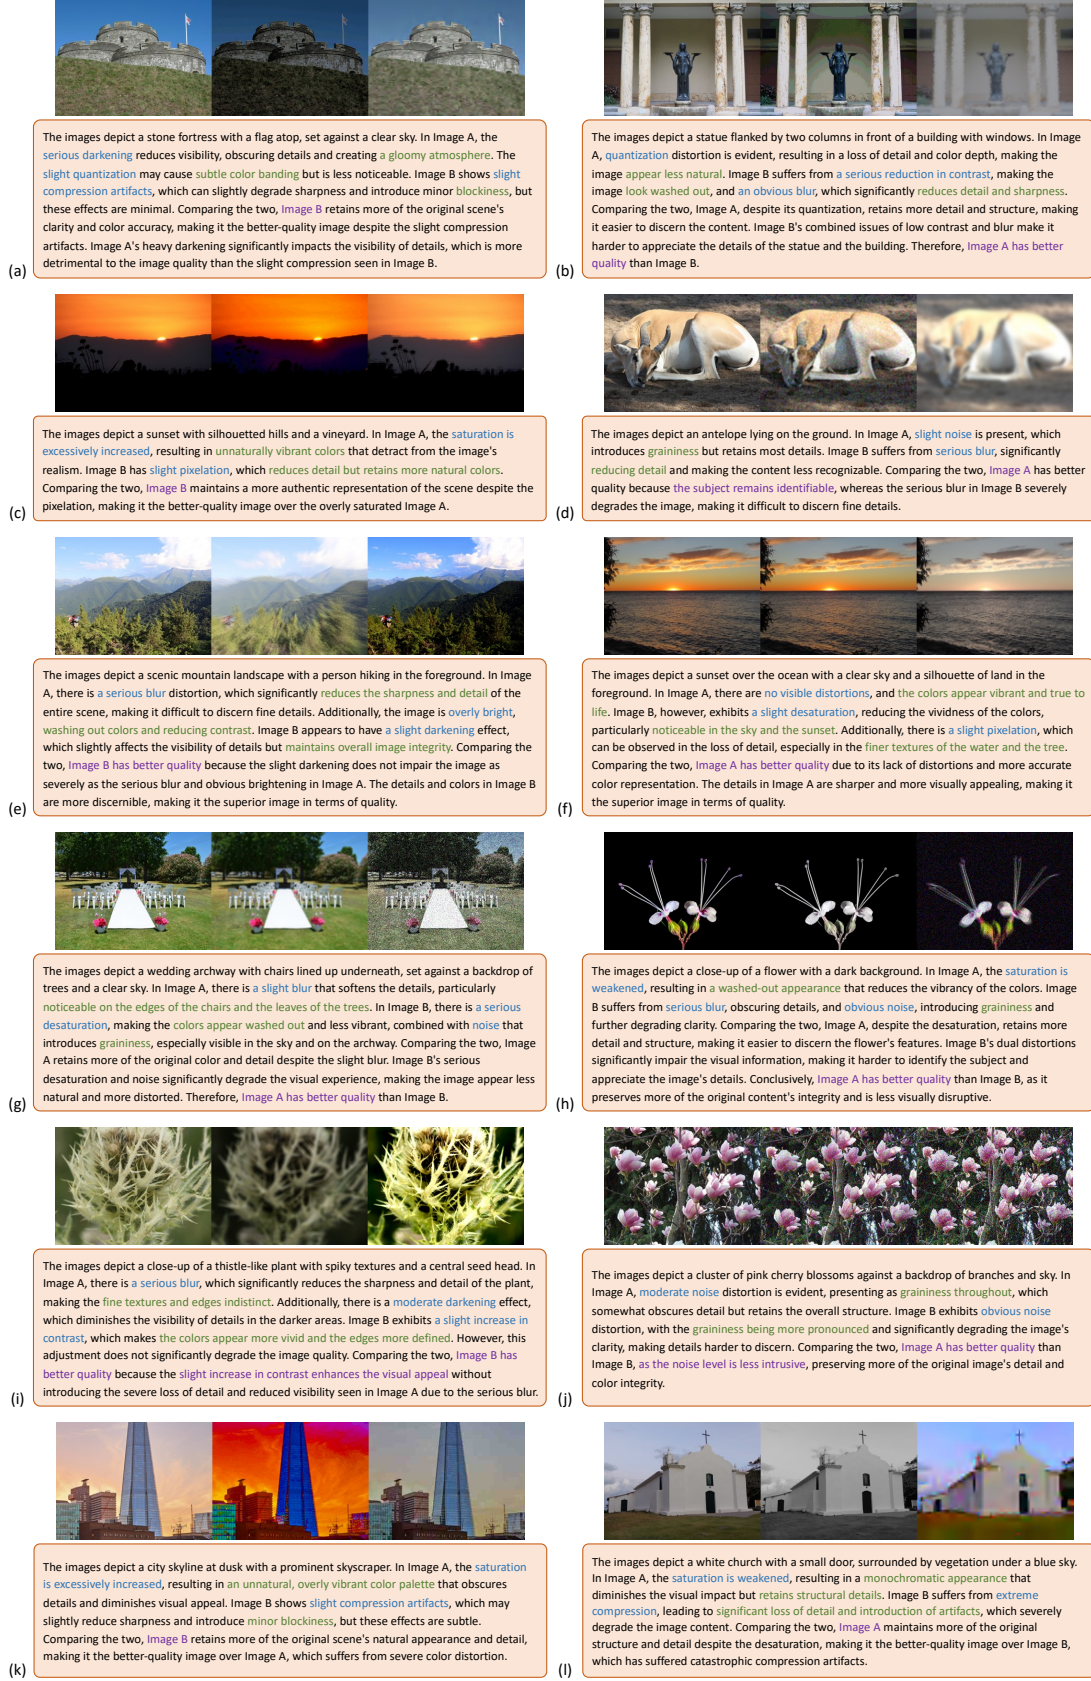 The images depict a stone fortress with a flag atop, set against a clear sky. In Image A, the
serious darkening reduces visibility, obscuring details and creating a gloomy atmosphere. The
slight quantization may cause subtle color banding but is less noticeable. Image B shows slight
compression artifacts, which can slightly degrade sharpness and introduce minor blockiness, but
these effects are minimal. Comparing the two, Image B retains more of the original scene's
clarity and color accuracy, making it the better-quality image despite the slight compression
artifacts. Image A's heavy darkening significantly impacts the visibility of details, which is more
detrimental to the image quality than the slight compression seen in Image B.
(a)
The images depict a statue flanked by two columns in front of a building with windows. In Image
A, quantization distortion is evident, resulting in a loss of detail and color depth, making the
image appear less natural. Image B suffers from a serious reduction in contrast, making the
image look washed out, and an obvious blur, which significantly reduces detail and sharpness.
Comparing the two, Image A, despite its quantization, retains more detail and structure, making
it easier to discern the content. Image B's combined issues of low contrast and blur make it
harder to appreciate the details of the statue and the building. Therefore, Image A has better
quality than Image B.
(b)
The images depict a sunset with silhouetted hills and a vineyard. In Image A, the saturation is
excessively increased, resulting in unnaturally vibrant colors that detract from the image's
realism. Image B has slight pixelation, which reduces detail but retains more natural colors.
Comparing the two, Image B maintains a more authentic representation of the scene despite the
pixelation, making it the better-quality image over the overly saturated Image A.
(c)
The images depict an antelope lying on the ground. In Image A, slight noise is present, which
introduces graininess but retains most details. Image B suffers from serious blur, significantly
reducing detail and making the content less recognizable. Comparing the two, Image A has better
quality because the subject remains identifiable, whereas the serious blur in Image B severely
degrades the image, making it difficult to discern fine details.
(d)
The images depict a scenic mountain landscape with a person hiking in the foreground. In Image
A, there is a serious blur distortion, which significantly reduces the sharpness and detail of the
entire scene, making it difficult to discern fine details. Additionally, the image is overly bright,
washing out colors and reducing contrast. Image B appears to have a slight darkening effect,
which slightly affects the visibility of details but maintains overall image integrity. Comparing the
two, Image B has better quality because the slight darkening does not impair the image as
severely as the serious blur and obvious brightening in Image A. The details and colors in Image B
are more discernible, making it the superior image in terms of quality.
(e)
The images depict a sunset over the ocean with a clear sky and a silhouette of land in the
foreground. In Image A, there are no visible distortions, and the colors appear vibrant and true to
life. Image B, however, exhibits a slight desaturation, reducing the vividness of the colors,
particularly noticeable in the sky and the sunset. Additionally, there is a slight pixelation, which
can be observed in the loss of detail, especially in the finer textures of the water and the tree.
Comparing the two, Image A has better quality due to its lack of distortions and more accurate
color representation. The details in Image A are sharper and more visually appealing, making it
the superior image in terms of quality.
(f)
The images depict a wedding archway with chairs lined up underneath, set against a backdrop of
trees and a clear sky. In Image A, there is a slight blur that softens the details, particularly
noticeable on the edges of the chairs and the leaves of the trees. In Image B, there is a serious
desaturation, making the colors appear washed out and less vibrant, combined with noise that
introduces graininess, especially visible in the sky and on the archway. Comparing the two, Image
A retains more of the original color and detail despite the slight blur. Image B's serious
desaturation and noise significantly degrade the visual experience, making the image appear less
natural and more distorted. Therefore, Image A has better quality than Image B.
(g)
The images depict a close-up of a flower with a dark background. In Image A, the saturation is
weakened, resulting in a washed-out appearance that reduces the vibrancy of the colors. Image
B suffers from serious blur, obscuring details, and obvious noise, introducing graininess and
further degrading clarity. Comparing the two, Image A, despite the desaturation, retains more
detail and structure, making it easier to discern the flower's features. Image B's dual distortions
significantly impair the visual information, making it harder to identify the subject and
appreciate the image's details. Conclusively, Image A has better quality than Image B, as it
preserves more of the original content's integrity and is less visually disruptive.
(h)
The images depict a close-up of a thistle-like plant with spiky textures and a central seed head. In
Image A, there is a serious blur, which significantly reduces the sharpness and detail of the plant,
making the fine textures and edges indistinct. Additionally, there is a moderate darkening effect,
which diminishes the visibility of details in the darker areas. Image B exhibits a slight increase in
contrast, which makes the colors appear more vivid and the edges more defined. However, this
adjustment does not significantly degrade the image quality. Comparing the two, Image B has
better quality because the slight increase in contrast enhances the visual appeal without
introducing the severe loss of detail and reduced visibility seen in Image A due to the serious blur.
(i)
The images depict a cluster of pink cherry blossoms against a backdrop of branches and sky. In
Image A, moderate noise distortion is evident, presenting as graininess throughout, which
somewhat obscures detail but retains the overall structure. Image B exhibits obvious noise
distortion, with the graininess being more pronounced and significantly degrading the image's
clarity, making details harder to discern. Comparing the two, Image A has better quality than
Image B, as the noise level is less intrusive, preserving more of the original image's detail and
color integrity.
(j)
The images depict a city skyline at dusk with a prominent skyscraper. In Image A, the saturation
is excessively increased, resulting in an unnatural, overly vibrant color palette that obscures
details and diminishes visual appeal. Image B shows slight compression artifacts, which may
slightly reduce sharpness and introduce minor blockiness, but these effects are subtle.
Comparing the two, Image B retains more of the original scene's natural appearance and detail,
making it the better-quality image over Image A, which suffers from severe color distortion.
(k)
The images depict a white church with a small door, surrounded by vegetation under a blue sky.
In Image A, the saturation is weakened, resulting in a monochromatic appearance that
diminishes the visual impact but retains structural details. Image B suffers from extreme
compression, leading to significant loss of detail and introduction of artifacts, which severely
degrade the image content. Comparing the two, Image A maintains more of the original
structure and detail despite the desaturation, making it the better-quality image over Image B,
which has suffered catastrophic compression artifacts.
(l)